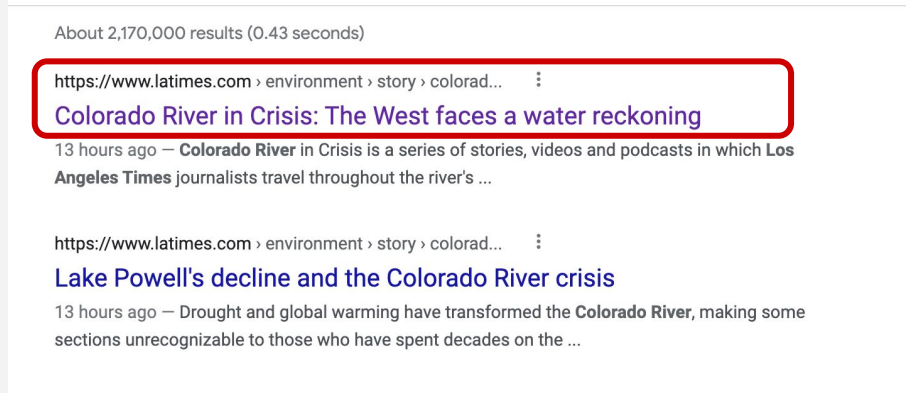 About 2,170,000 results (0.43 seconds)
https://www.latimes.com › environment › story › colorad...
Colorado River in Crisis: The West faces a water reckoning
13 hours ago — Colorado River in Crisis is a series of stories, videos and podcasts in which Los
Angeles Times journalists travel throughout the river's ...
https://www.latimes.com › environment › story › colorad...
Lake Powell's decline and the Colorado River crisis
13 hours ago — Drought and global warming have transformed the Colorado River, making some
sections unrecognizable to those who have spent decades on the ...